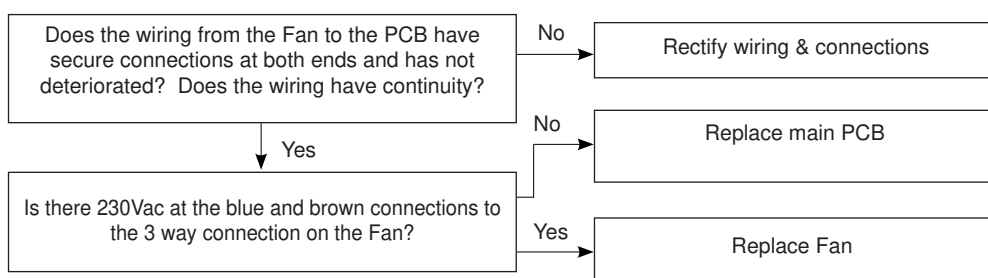 Does the wiring from the Fan to the PCB have
secure connections at both ends and has not
deteriorated? Does the wiring have continuity?
No
Rectify wiring & connections
Yes
No
Replace main PCB
Is there 230Vac at the blue and brown connections to
the 3 way connection on the Fan?
Yes
Replace Fan